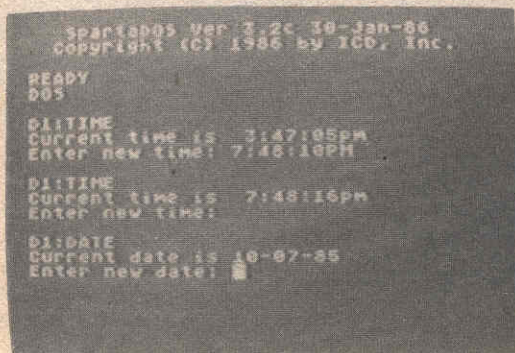 SpartaDOS Ver 3.2c 30-Jan-86
Copyright (C) 1986 by ICD, Inc.
READY
DOS
D1:TIME
Current time is 3:47:05pm
Enter new time: 7:48:10PM
D1:TIME
Current time is 7:48:16pm
Enter new time:
D1:DATE
Current date is 10-07-85
Enter new date: